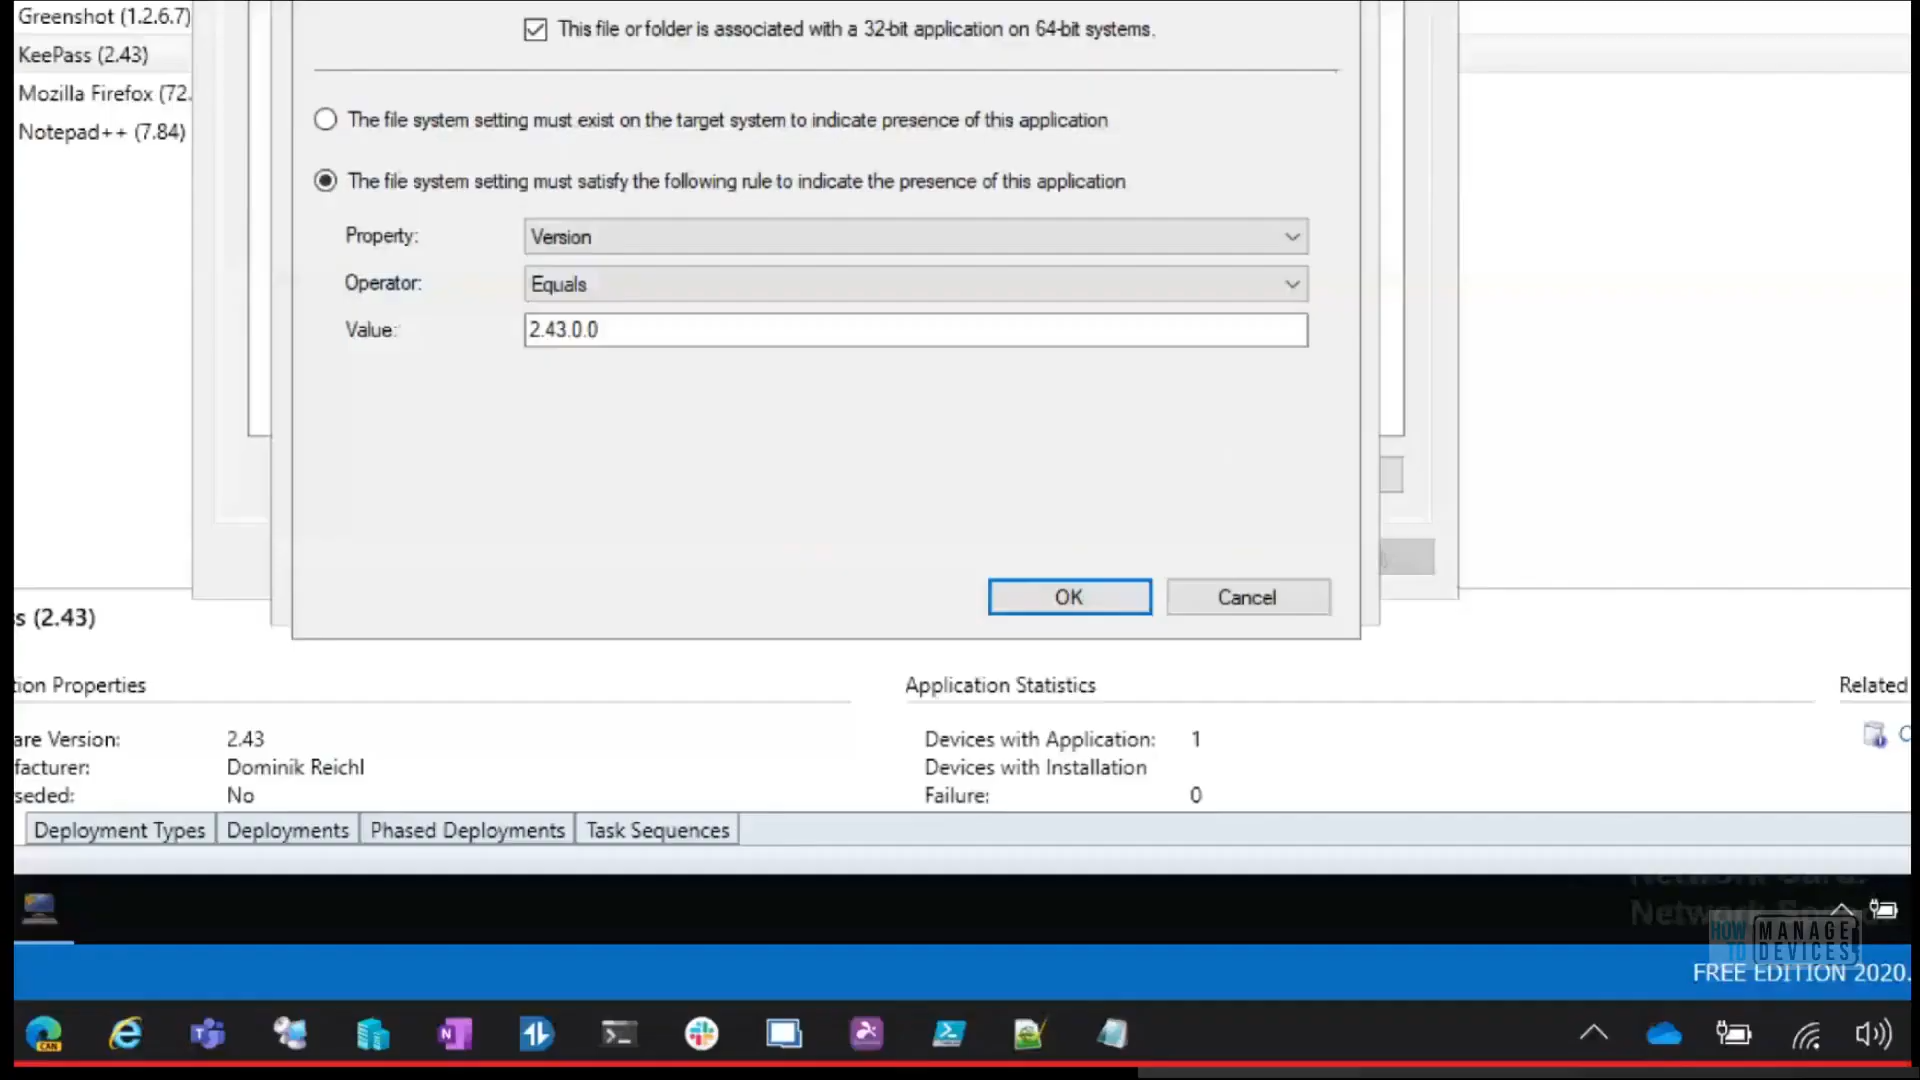 Greenshot (1.2.6.7)
KeePass (2.43)
Mozilla Firefox (72.
Notepad++ (7.84)
This file or folder is associated with a 32-bit application on 64-bit systems.
The file system setting must exist on the target system to indicate presence of this application
The file system setting must satisfy the following rule to indicate the presence of this application
Property: Version
Operator: Equals
Value: 2.43.0.0
OK Cancel
s (2.43)
tion Properties
are Version: 2.43
facturer: Dominik Reichl
seded: No
Application Statistics
Devices with Application: 1
Devices with Installation
Failure: 0
Related
Deployment Types Deployments Phased Deployments Task Sequences
HOW TO MANAGE DEVICES
FREE EDITION 2020.
CAN